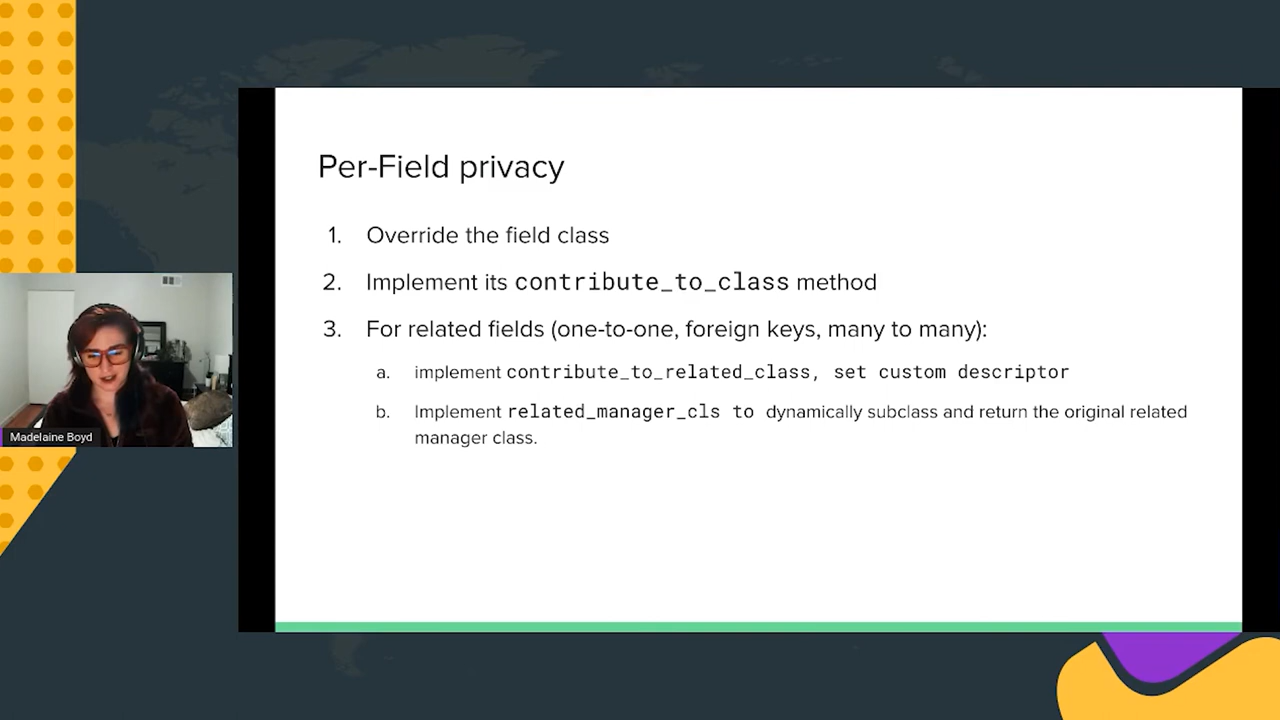 Per-Field privacy
1. Override the field class
2. Implement its contribute_to_class method
3. For related fields (one-to-one, foreign keys, many to many):
a. implement contribute_to_related_class, set custom descriptor
b. Implement related_manager_cls to dynamically subclass and return the original related
manager class.
Madelaine Boyd